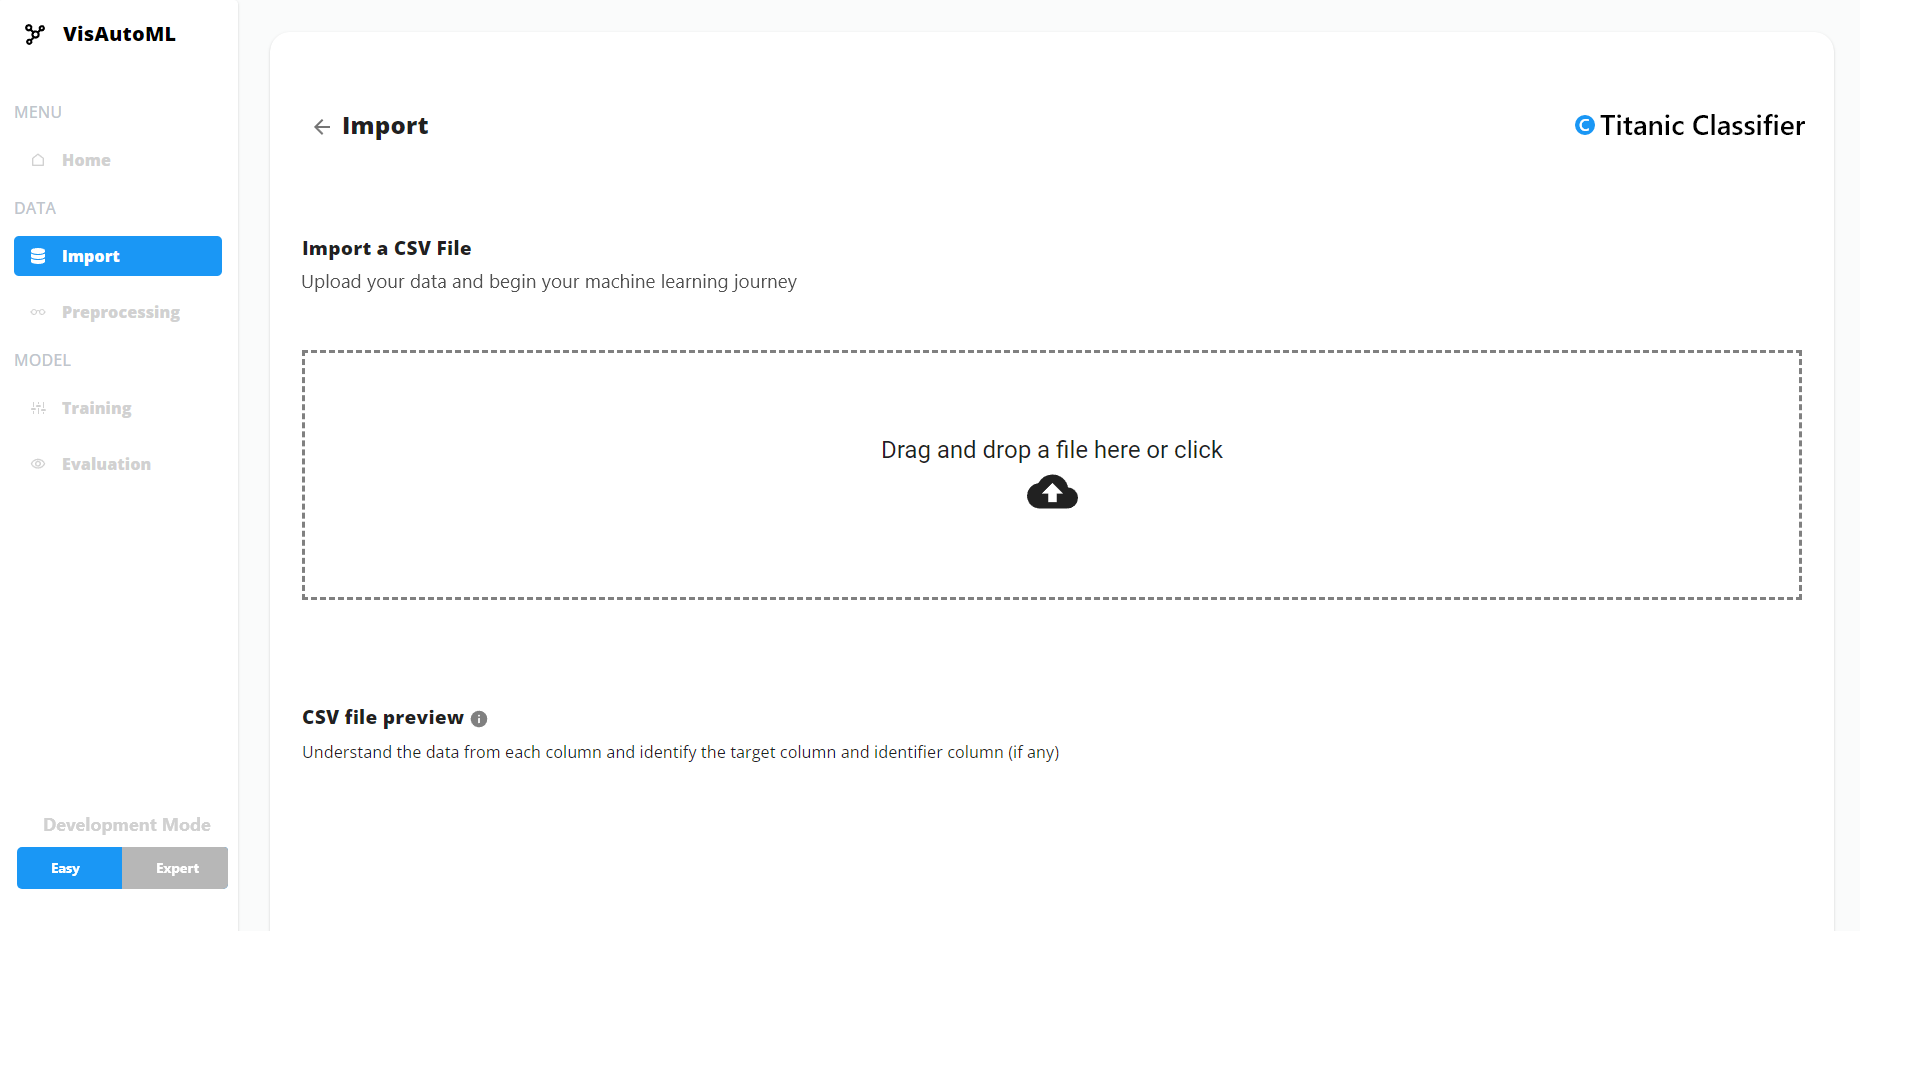 VisAutoML
MENU
Home
DATA
Import
Preprocessing
MODEL
Training
Evaluation
Development Mode
Easy
Expert
Import
C Titanic Classifier
Import a CSV File
Upload your data and begin your machine learning journey
Drag and drop a file here or click
CSV file preview
Understand the data from each column and identify the target column and identifier column (if any)